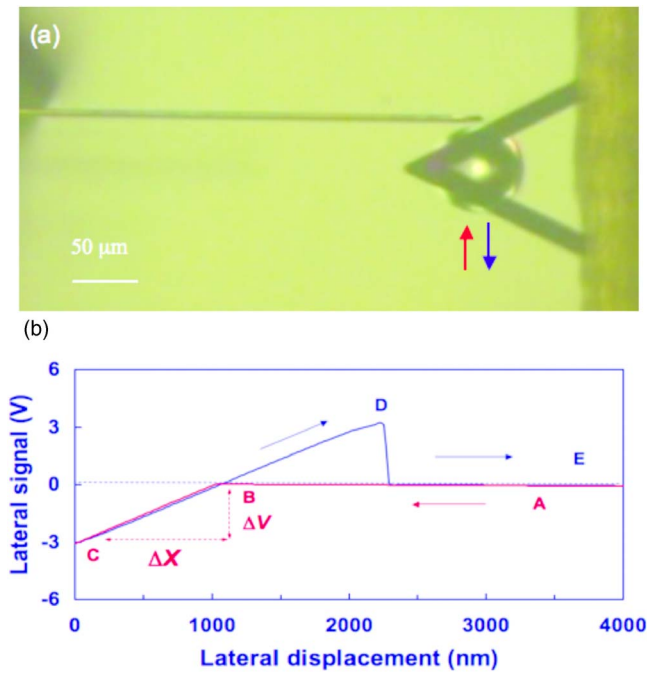 (a)
50 μm
(b)
6
3
0
-3
-6
Lateral signal (V)
D
E
B
A
C
ΔV
ΔX
0 1000 2000 3000 4000
Lateral displacement (nm)